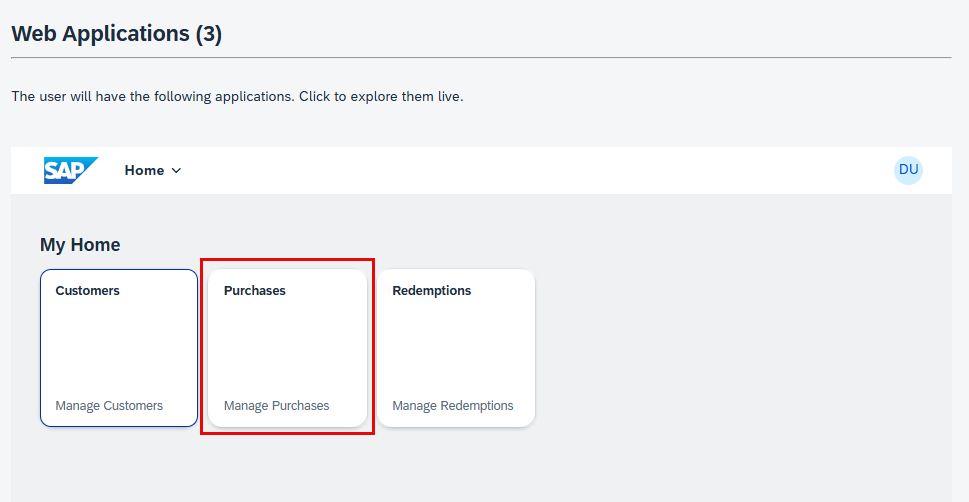 Web Applications (3)
The user will have the following applications. Click to explore them live.
SAP Home DU
My Home
Customers Purchases Redemptions
Manage Customers Manage Purchases Manage Redemptions